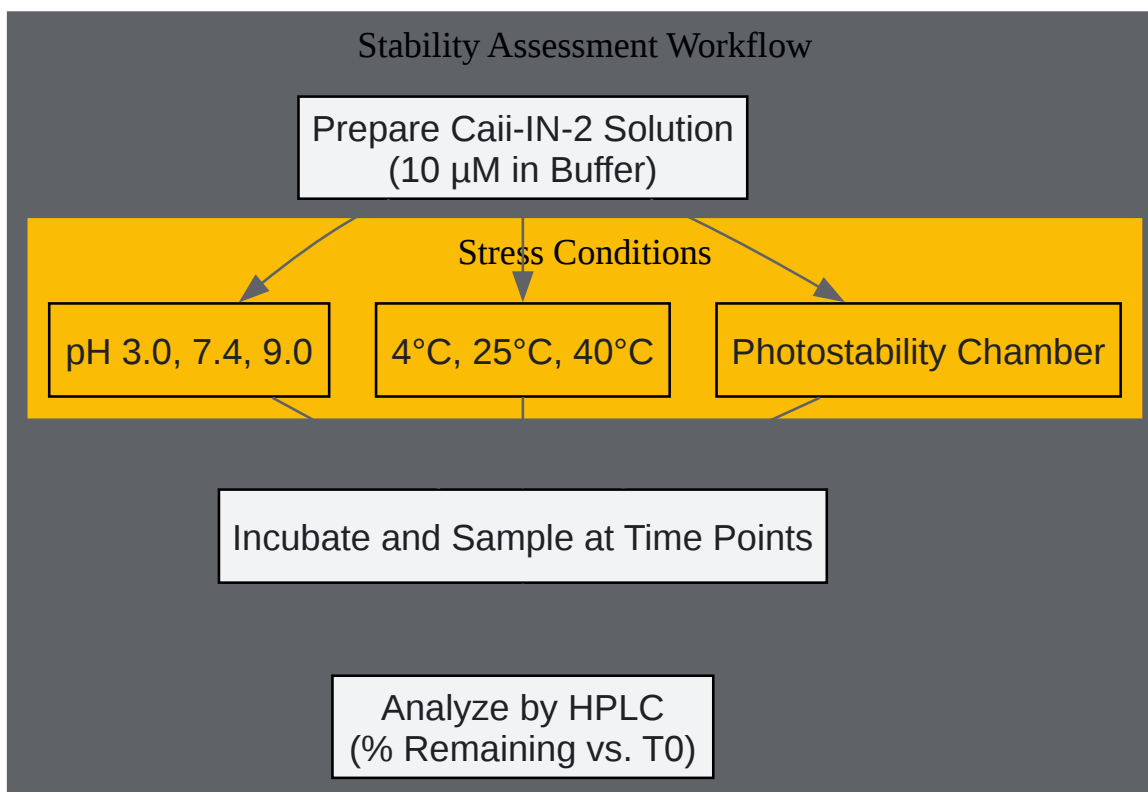 Stability Assessment Workflow
Prepare Caii-IN-2 Solution
(10 µM in Buffer)
Stress Conditions
pH 3.0, 7.4, 9.0
4°C, 25°C, 40°C
Photostability Chamber
Incubate and Sample at Time Points
Analyze by HPLC
(% Remaining vs. T0)